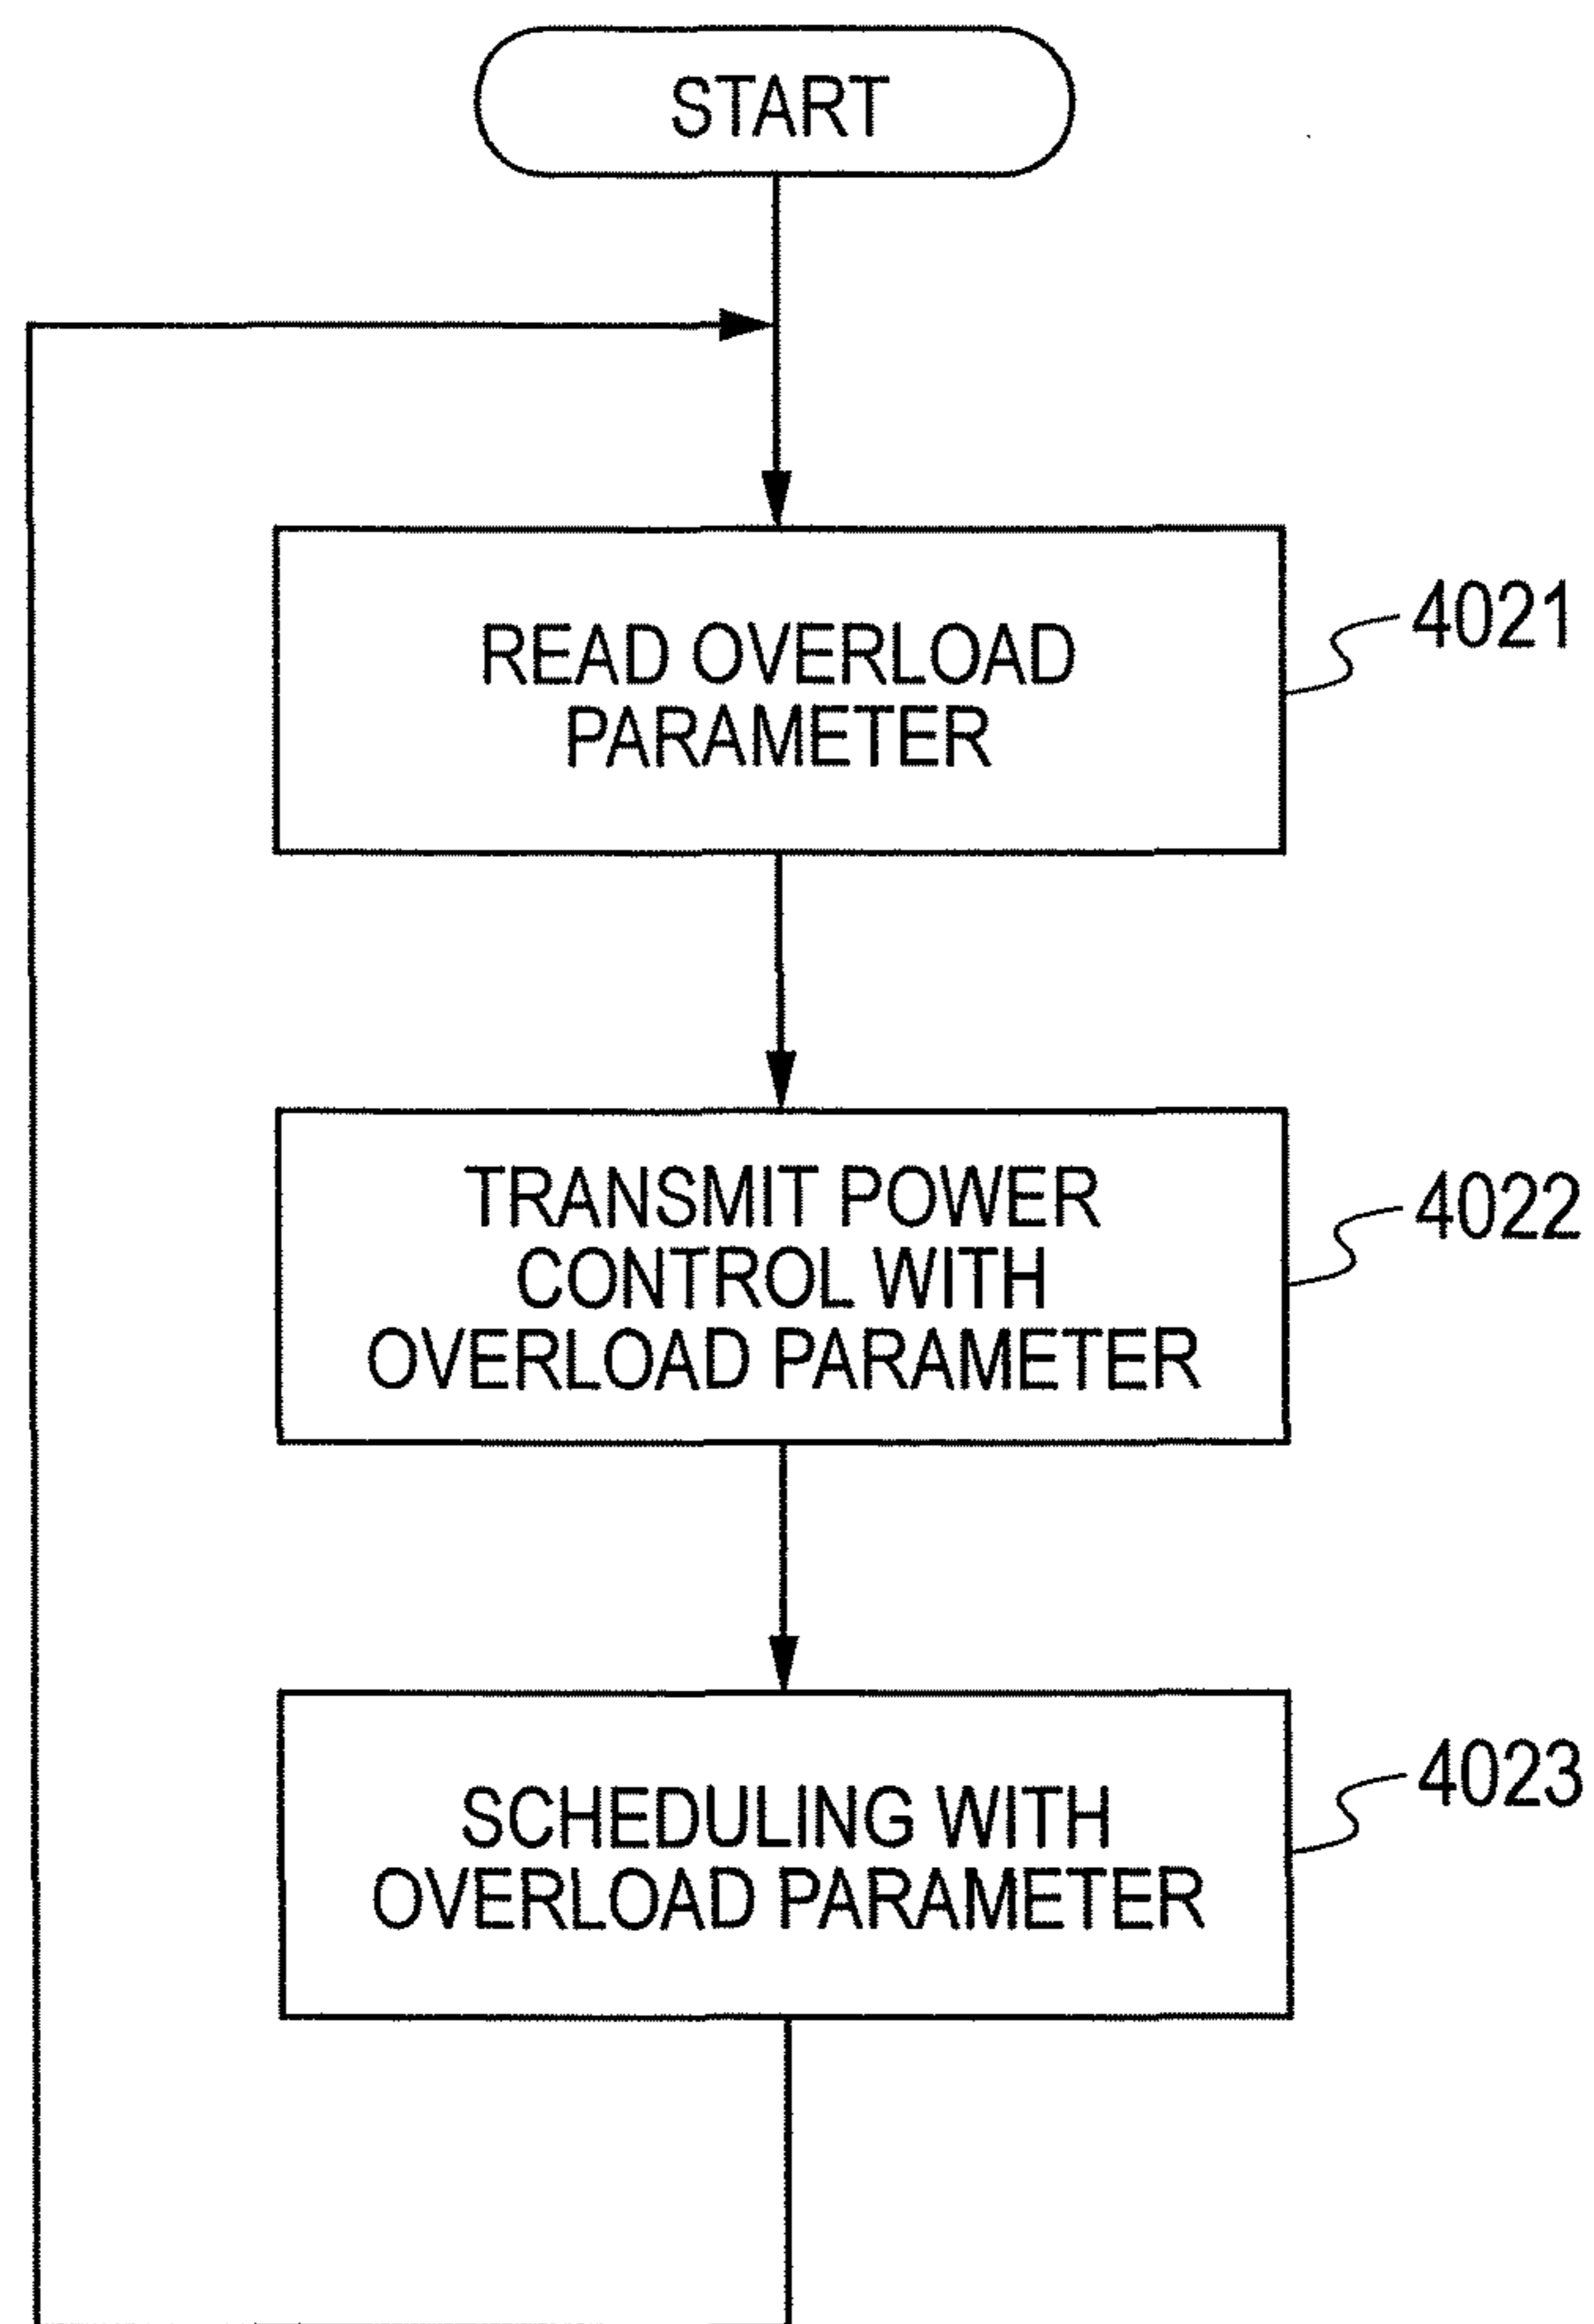 START
READ OVERLOAD
PARAMETER
4021
TRANSMIT POWER
CONTROL WITH
OVERLOAD PARAMETER
4022
SCHEDULING WITH
OVERLOAD PARAMETER
4023